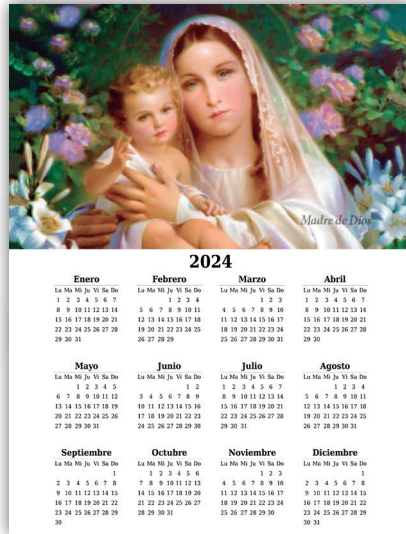 Madre de Dios
2024
Enero
Lu Ma Mi Ju Vi Sa Do
1 2 3 4 5 6 7
8 9 10 11 12 13 14
15 16 17 18 19 20 21
22 23 24 25 26 27 28
29 30 31
Febrero
Lu Ma Mi Ju Vi Sa Do
1 2 3 4
5 6 7 8 9 10 11
12 13 14 15 16 17 18
19 20 21 22 23 24 25
26 27 28 29
Marzo
Lu Ma Mi Ju Vi Sa Do
1 2 3
4 5 6 7 8 9 10
11 12 13 14 15 16 17
18 19 20 21 22 23 24
25 26 27 28 29 30 31
Abril
Lu Ma Mi Ju Vi Sa Do
1 2 3 4 5 6 7
8 9 10 11 12 13 14
15 16 17 18 19 20 21
22 23 24 25 26 27 28
29 30
Mayo
Lu Ma Mi Ju Vi Sa Do
1 2 3 4 5
6 7 8 9 10 11 12
13 14 15 16 17 18 19
20 21 22 23 24 25 26
27 28 29 30 31
Junio
Lu Ma Mi Ju Vi Sa Do
1 2
3 4 5 6 7 8 9
10 11 12 13 14 15 16
17 18 19 20 21 22 23
24 25 26 27 28 29 30
Julio
Lu Ma Mi Ju Vi Sa Do
1 2 3 4 5 6 7
8 9 10 11 12 13 14
15 16 17 18 19 20 21
22 23 24 25 26 27 28
29 30 31
Agosto
Lu Ma Mi Ju Vi Sa Do
1 2 3 4
5 6 7 8 9 10 11
12 13 14 15 16 17 18
19 20 21 22 23 24 25
26 27 28 29 30 31
Septiembre
Lu Ma Mi Ju Vi Sa Do
1
2 3 4 5 6 7 8
9 10 11 12 13 14 15
16 17 18 19 20 21 22
23 24 25 26 27 28 29
30
Octubre
Lu Ma Mi Ju Vi Sa Do
1 2 3 4 5 6
7 8 9 10 11 12 13
14 15 16 17 18 19 20
21 22 23 24 25 26 27
28 29 30 31
Noviembre
Lu Ma Mi Ju Vi Sa Do
1 2 3
4 5 6 7 8 9 10
11 12 13 14 15 16 17
18 19 20 21 22 23 24
25 26 27 28 29 30
Diciembre
Lu Ma Mi Ju Vi Sa Do
1
2 3 4 5 6 7 8
9 10 11 12 13 14 15
16 17 18 19 20 21 22
23 24 25 26 27 28 29
30 31